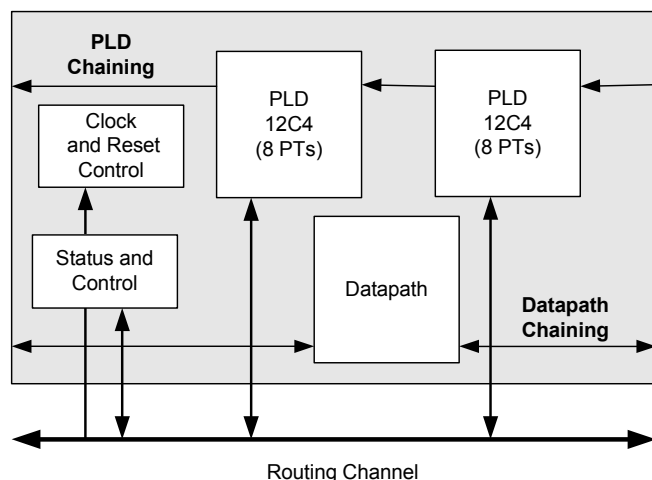 PLD
Chaining
PLD
12C4
(8 PTs)
PLD
12C4
(8 PTs)
Clock
and Reset
Control
Status and
Control
Datapath
Datapath
Chaining
Routing Channel